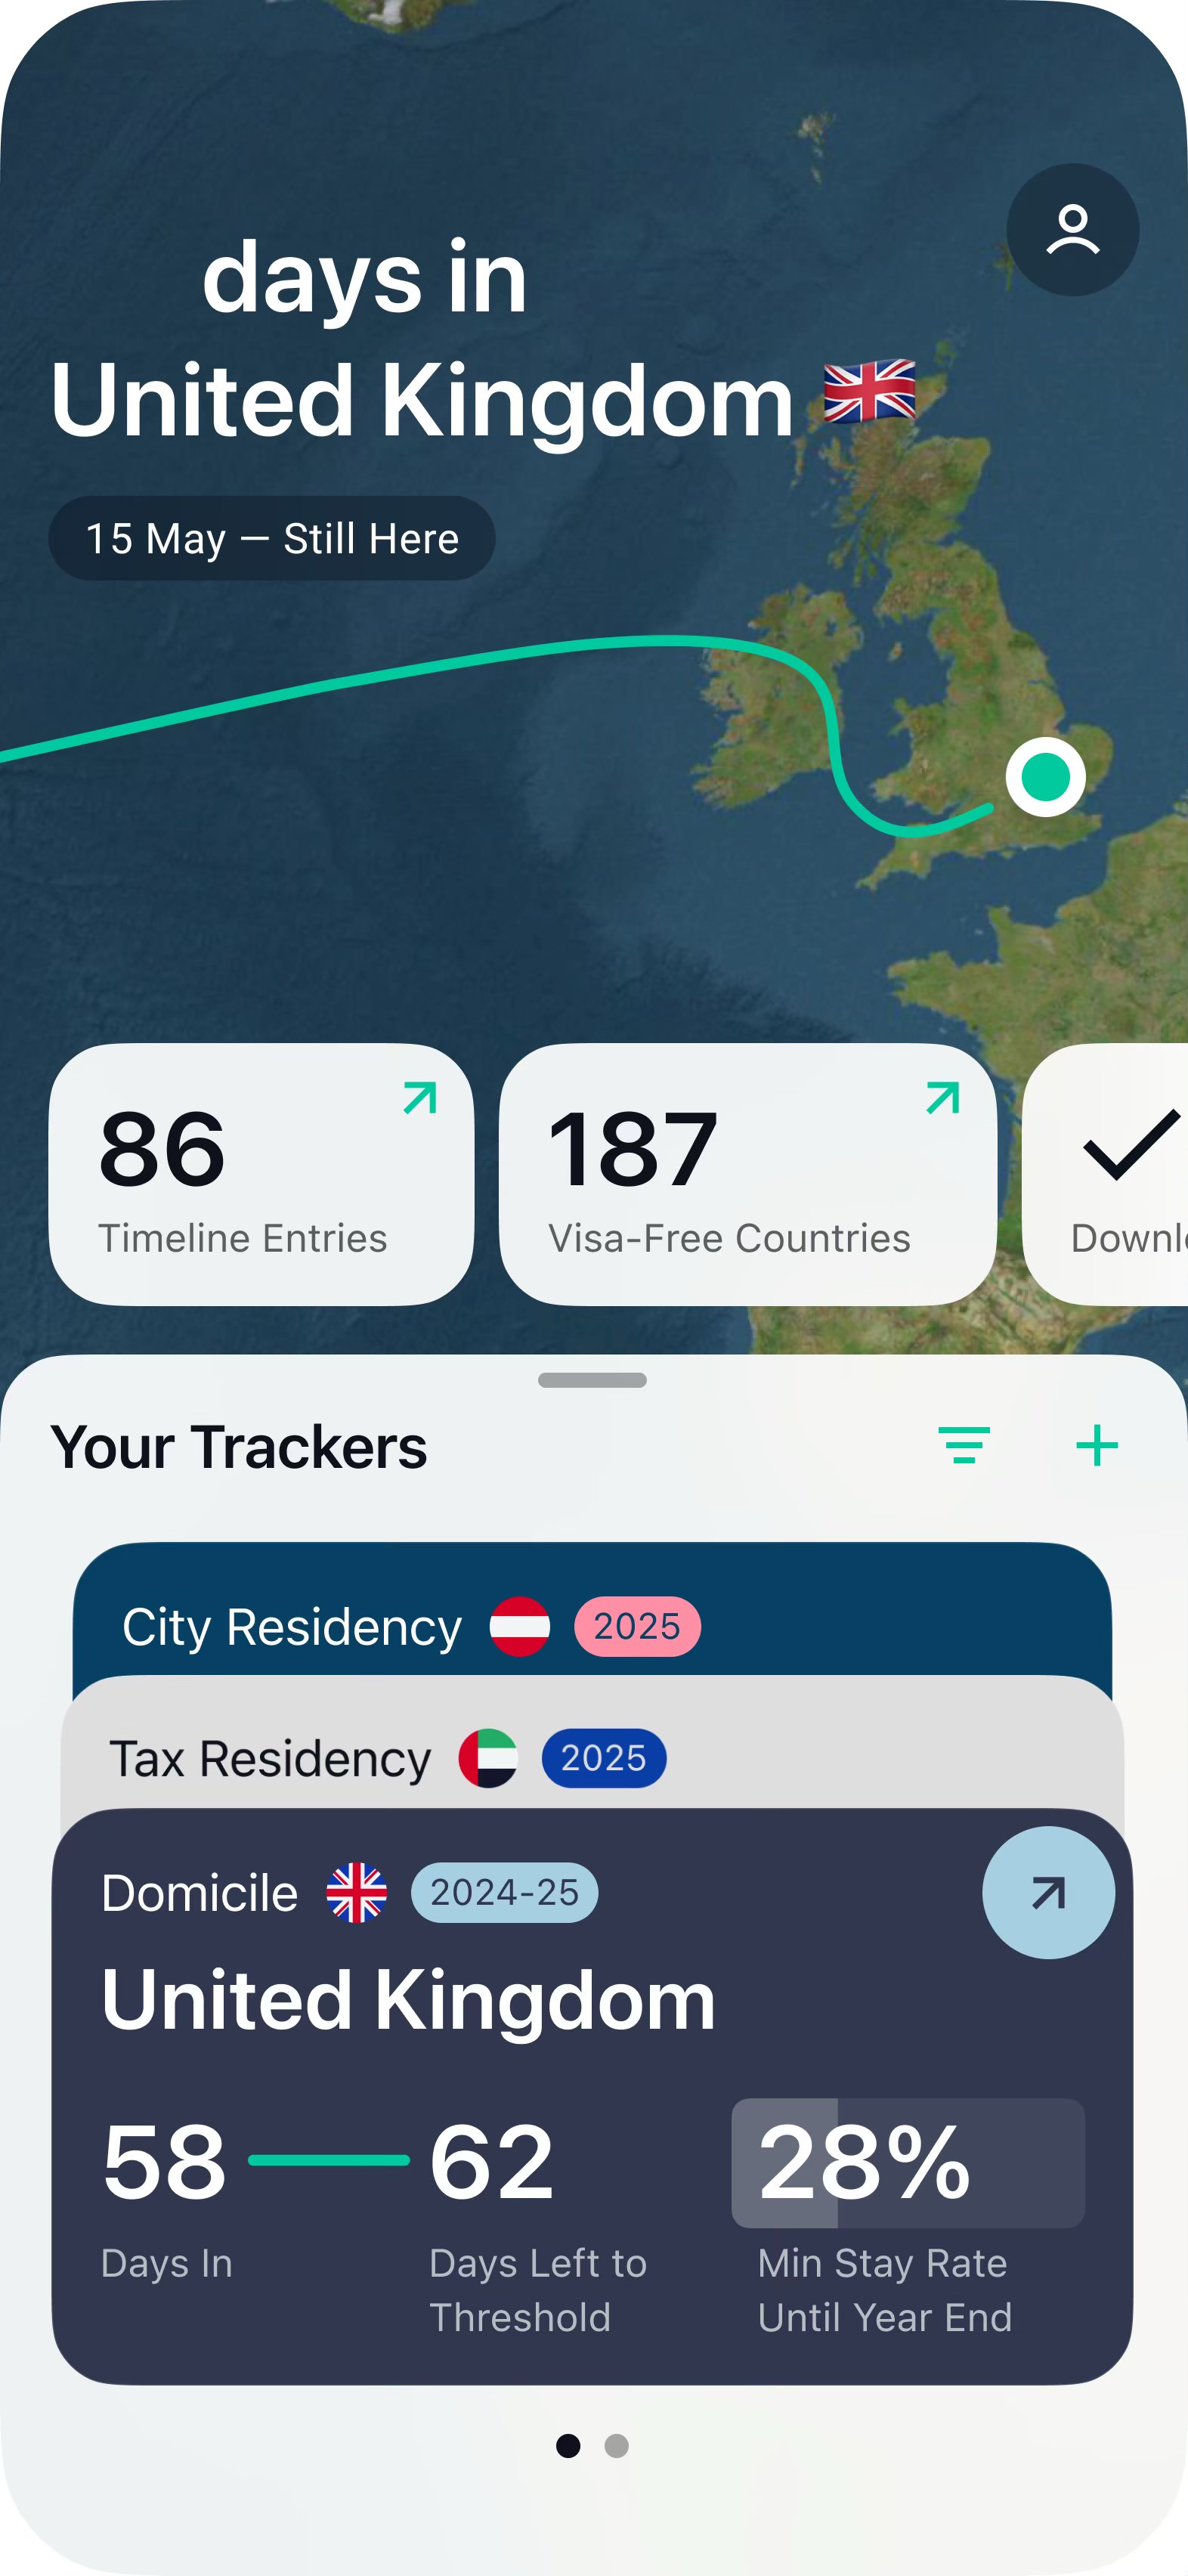 days in
United Kingdom
15 May — Still Here
86
Timeline Entries
187
Visa-Free Countries
Your Trackers
City Residency 2025
Tax Residency 2025
Domicile 2024-25
United Kingdom
58 62 28%
Days In Days Left to Min Stay Rate
Threshold Until Year End